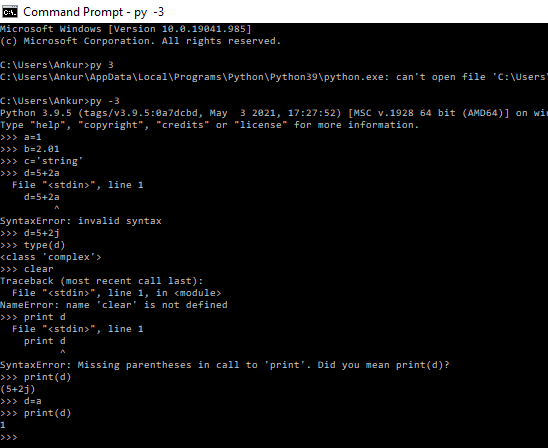 Command Prompt - py -3
Microsoft Windows [Version 10.0.19041.985]
(c) Microsoft Corporation. All rights reserved.
C:\Users\Ankur>py 3
C:\Users\Ankur\AppData\Local\Programs\Python\Python39\python.exe: can't open file 'C:\Users
C:\Users\Ankur>py -3
Python 3.9.5 (tags/v3.9.5:0a7dcbd, May  3 2021, 17:27:52) [MSC v.1928 64 bit (AMD64)] on wi
Type "help", "copyright", "credits" or "license" for more information.
>>> a=1
>>> b=2.01
>>> c='string'
>>> d=5+2a
  File "<stdin>", line 1
    d=5+2a
         ^
SyntaxError: invalid syntax
>>> d=5+2j
>>> type(d)
<class 'complex'>
>>> clear
Traceback (most recent call last):
  File "<stdin>", line 1, in <module>
NameError: name 'clear' is not defined
>>> print d
  File "<stdin>", line 1
    print d
          ^
SyntaxError: Missing parentheses in call to 'print'. Did you mean print(d)?
>>> print(d)
(5+2j)
>>> d=a
>>> print(d)
1
>>>